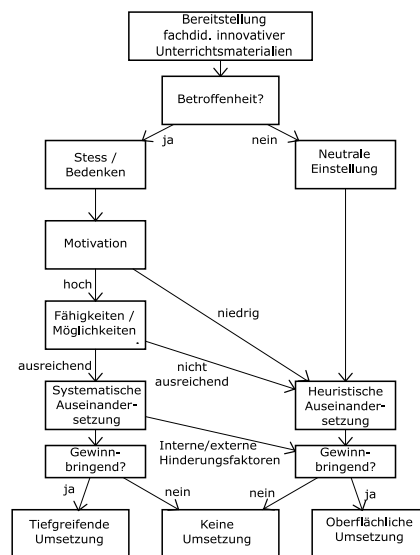 Bereitstellung
fachdid. innovativer
Unterrichtsmaterialien
Betroffenheit?
ja
nein
Stess /
Bedenken
Neutrale
Einstellung
Motivation
hoch
niedrig
Fähigkeiten /
Möglichkeiten
ausreichend
nicht
ausreichend
Systematische
Auseinander-
setzung
Heuristische
Auseinander-
setzung
Interne/externe
Hinderungsfaktoren
Gewinn-
bringend?
Gewinn-
bringend?
ja
nein
nein
ja
Tiefgreifende
Umsetzung
Keine
Umsetzung
Oberflächliche
Umsetzung